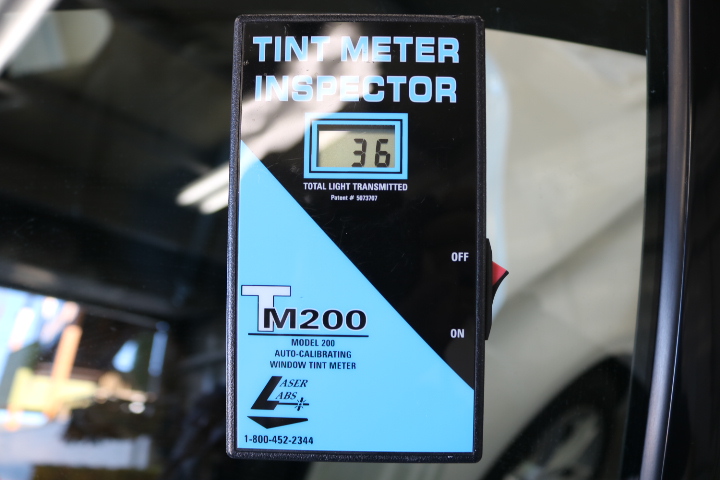 TINT METER
INSPECTOR
36
TOTAL LIGHT TRANSMITTED
Patent # 5073707
OFF
ON
TM200
MODEL 200
AUTO-CALIBRATING
WINDOW TINT METER
LASER
LABS
1-800-452-2344